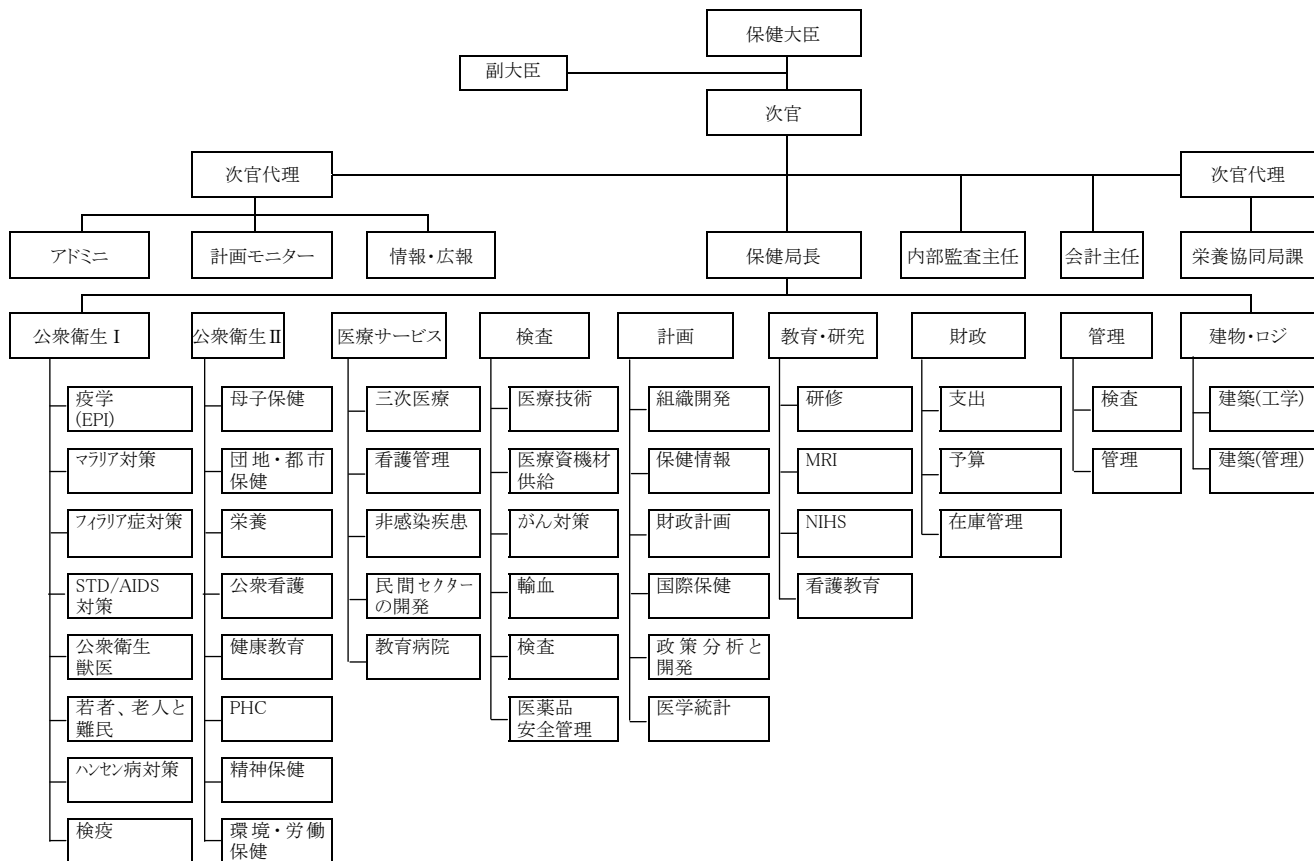 保健大臣
副大臣
次官
次官代理
次官代理
アドミニ
計画モニター
情報・広報
保健局長
内部監査主任
会計主任
栄養協同局課
公衆衛生Ⅰ
公衆衛生Ⅱ
医療サービス
検査
計画
教育・研究
財政
管理
建物・ロジ
疫学
(EPI)
マラリア対策
フィラリア症対策
STD/AIDS
対策
公衆衛生
獣医
若者、老人と
難民
ハンセン病対策
検疫
母子保健
団地・都市
保健
栄養
公衆看護
健康教育
PHC
精神保健
環境・労働
保健
三次医療
看護管理
非感染疾患
民間セクター
の開発
教育病院
医療技術
医療資機材
供給
がん対策
輸血
検査
医薬品
安全管理
組織開発
保健情報
財政計画
国際保健
政策分析と
開発
医学統計
研修
MRI
NIHS
看護教育
支出
予算
在庫管理
検査
管理
建築(工学)
建築(管理)